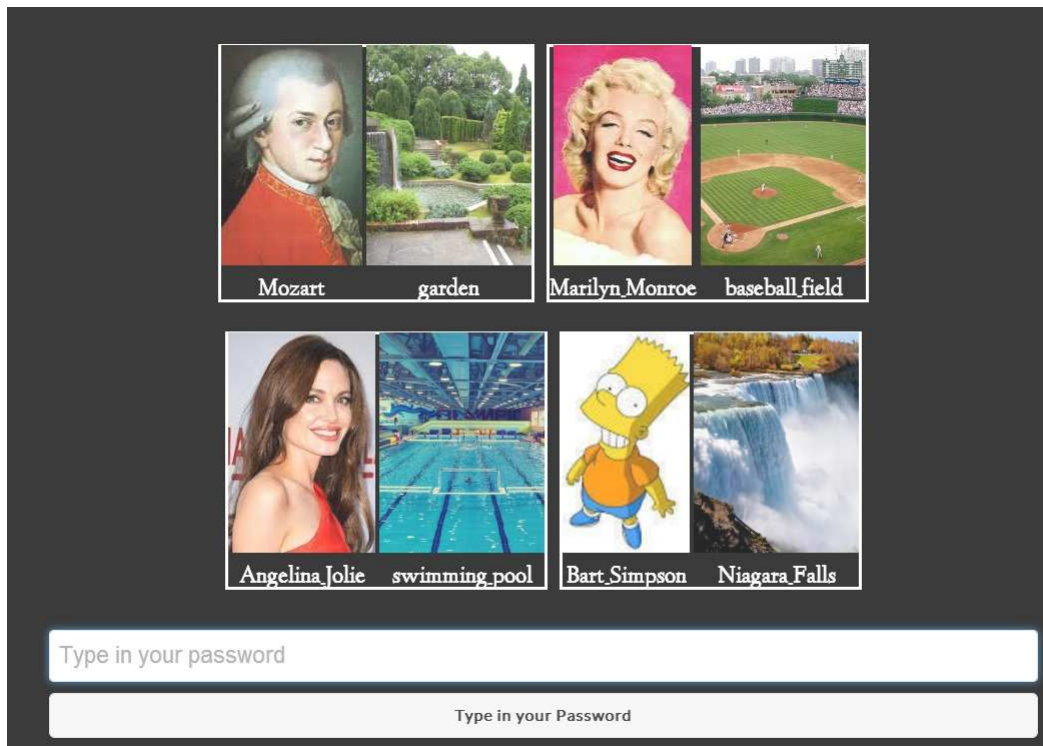 Mozart garden Marilyn_Monroe baseball_field
Angelina_Jolie swimming_pool Bart_Simpson Niagara_Falls
Type in your password
Type in your Password